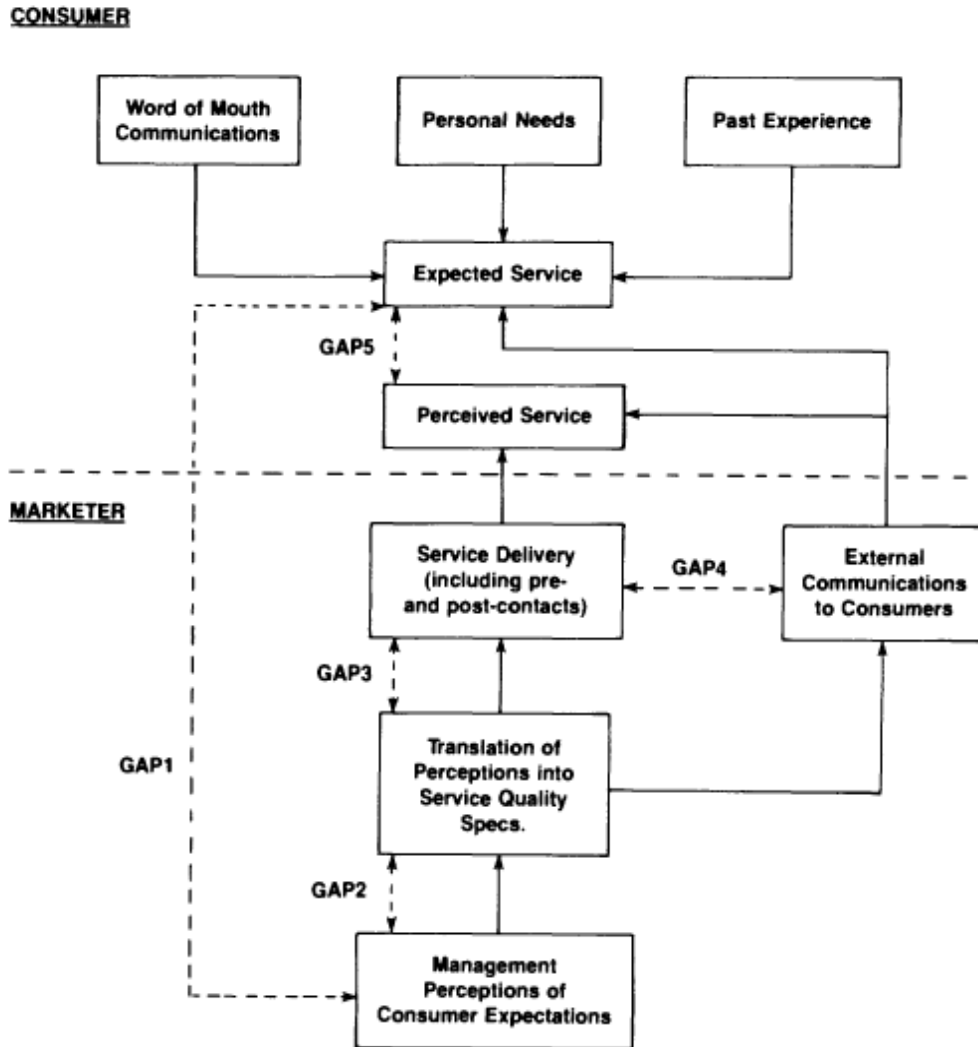 CONSUMER
Word of Mouth
Communications
Personal Needs
Past Experience
Expected Service
GAP5
Perceived Service
MARKETER
Service Delivery
(including pre-
and post-contacts)
GAP4
External
Communications
to Consumers
GAP3
Translation of
Perceptions into
Service Quality
Specs.
GAP1
GAP2
Management
Perceptions of
Consumer Expectations